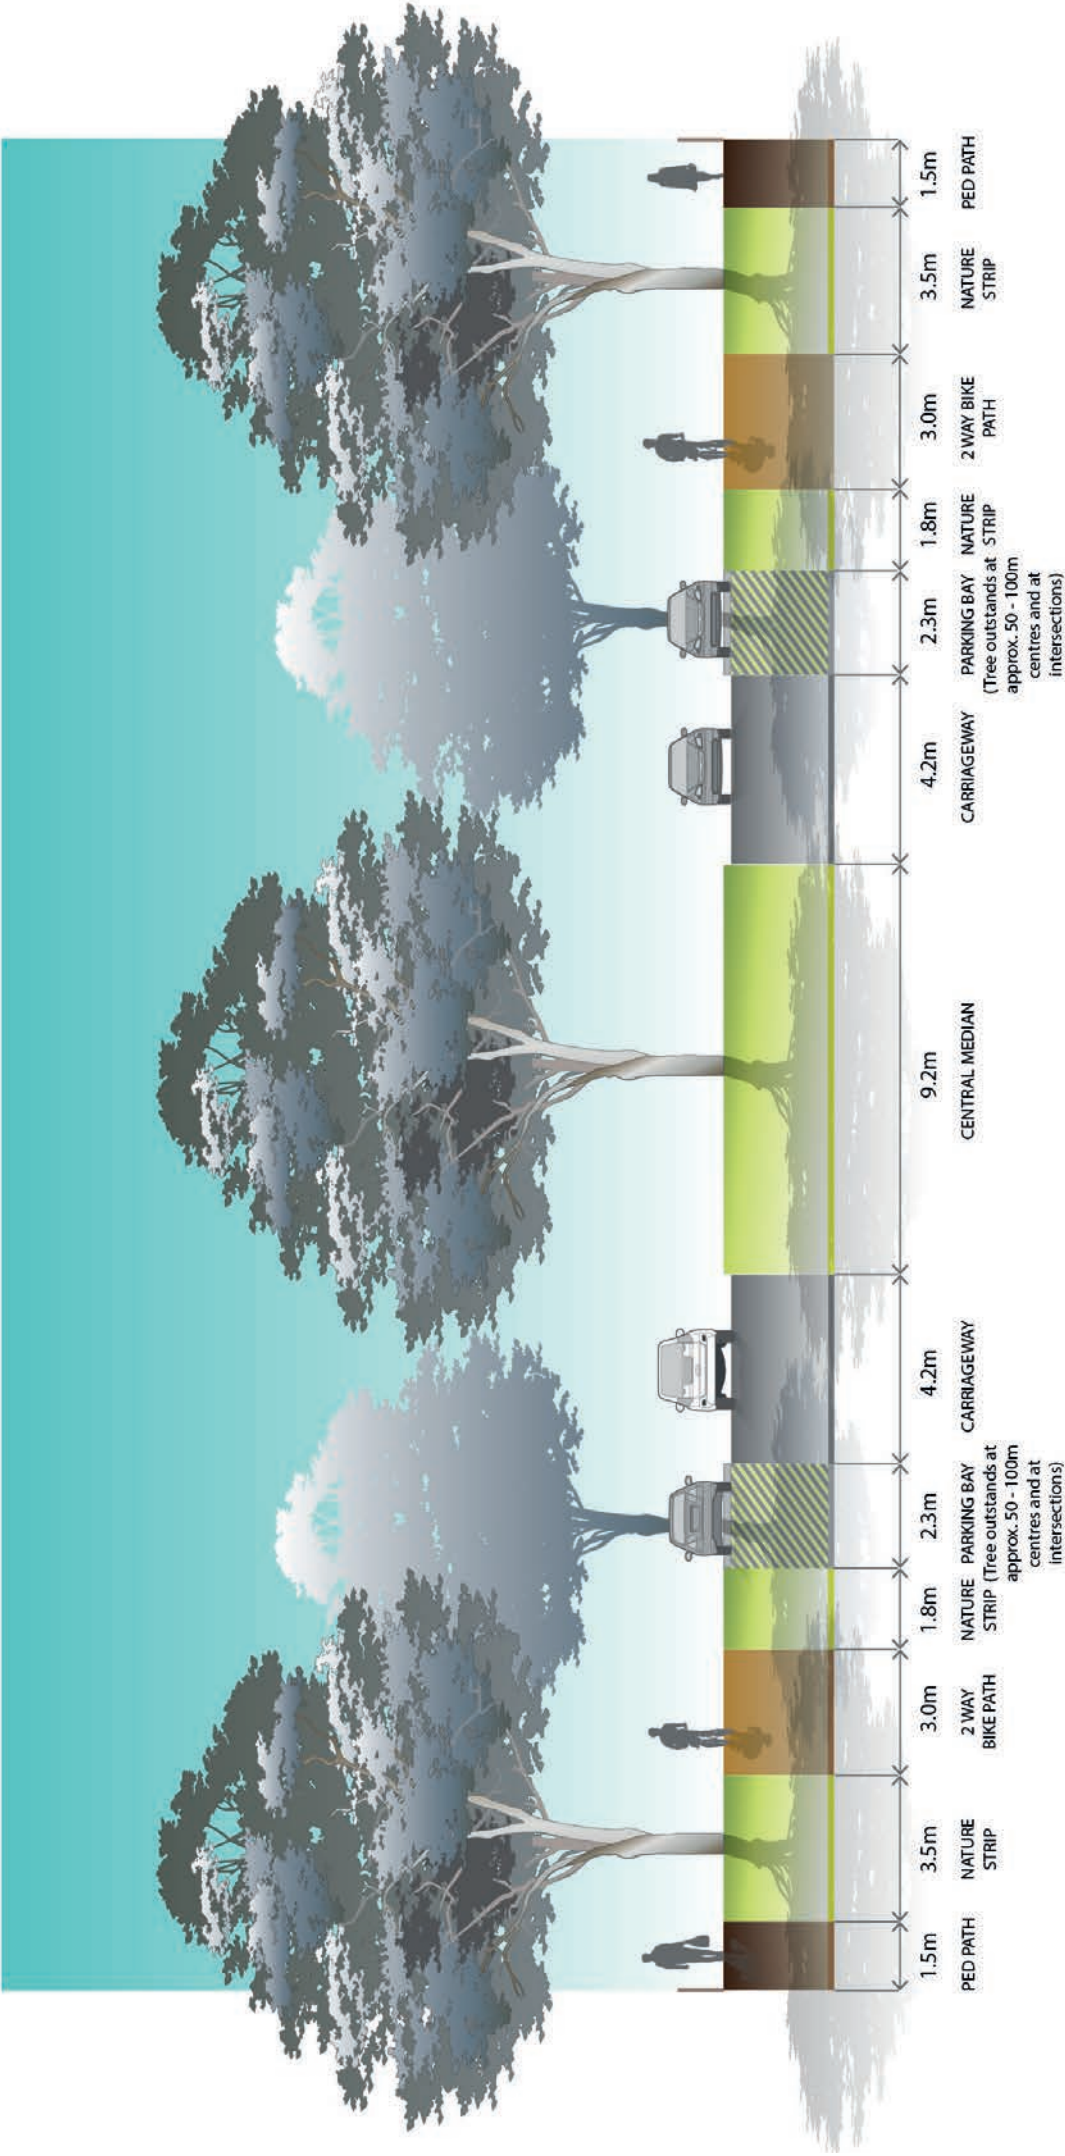 1.5m
3.5m
3.0m
1.8m
2.3m
4.2m
9.2m
4.2m
2.3m
1.8m
3.0m
3.5m
1.5m
PED PATH
NATURE
STRIP
2 WAY
BIKE PATH
NATURE
STRIP
PARKING BAY
(Tree outstands at
approx. 50 - 100m
centres and at
intersections)
CARRIAGEWAY
CENTRAL MEDIAN
CARRIAGEWAY
PARKING BAY
(Tree outstands at
approx. 50 - 100m
centres and at
intersections)
NATURE
STRIP
2 WAY BIKE
PATH
NATURE
STRIP
PED PATH